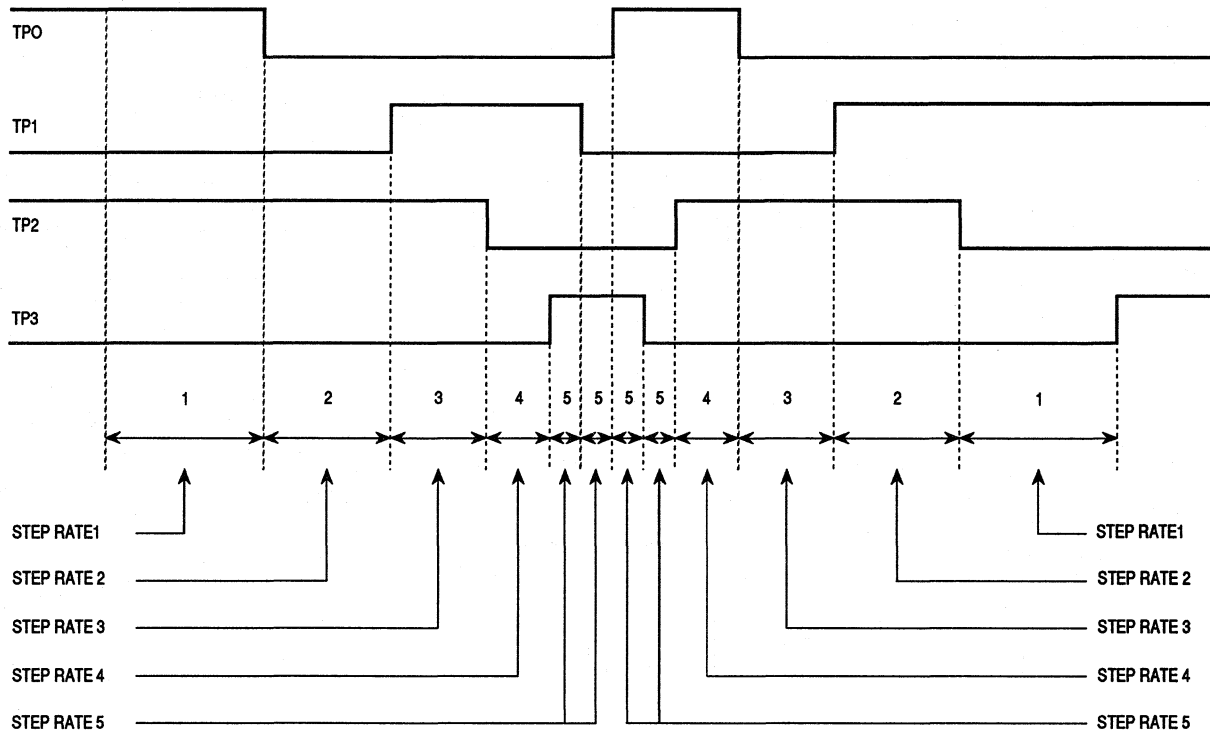 TP0
TP1
TP2
TP3
1 2 3 4 5 5 5 5 4 3 2 1
STEP RATE1 STEP RATE1
STEP RATE 2 STEP RATE 2
STEP RATE 3 STEP RATE 3
STEP RATE 4 STEP RATE 4
STEP RATE 5 STEP RATE 5